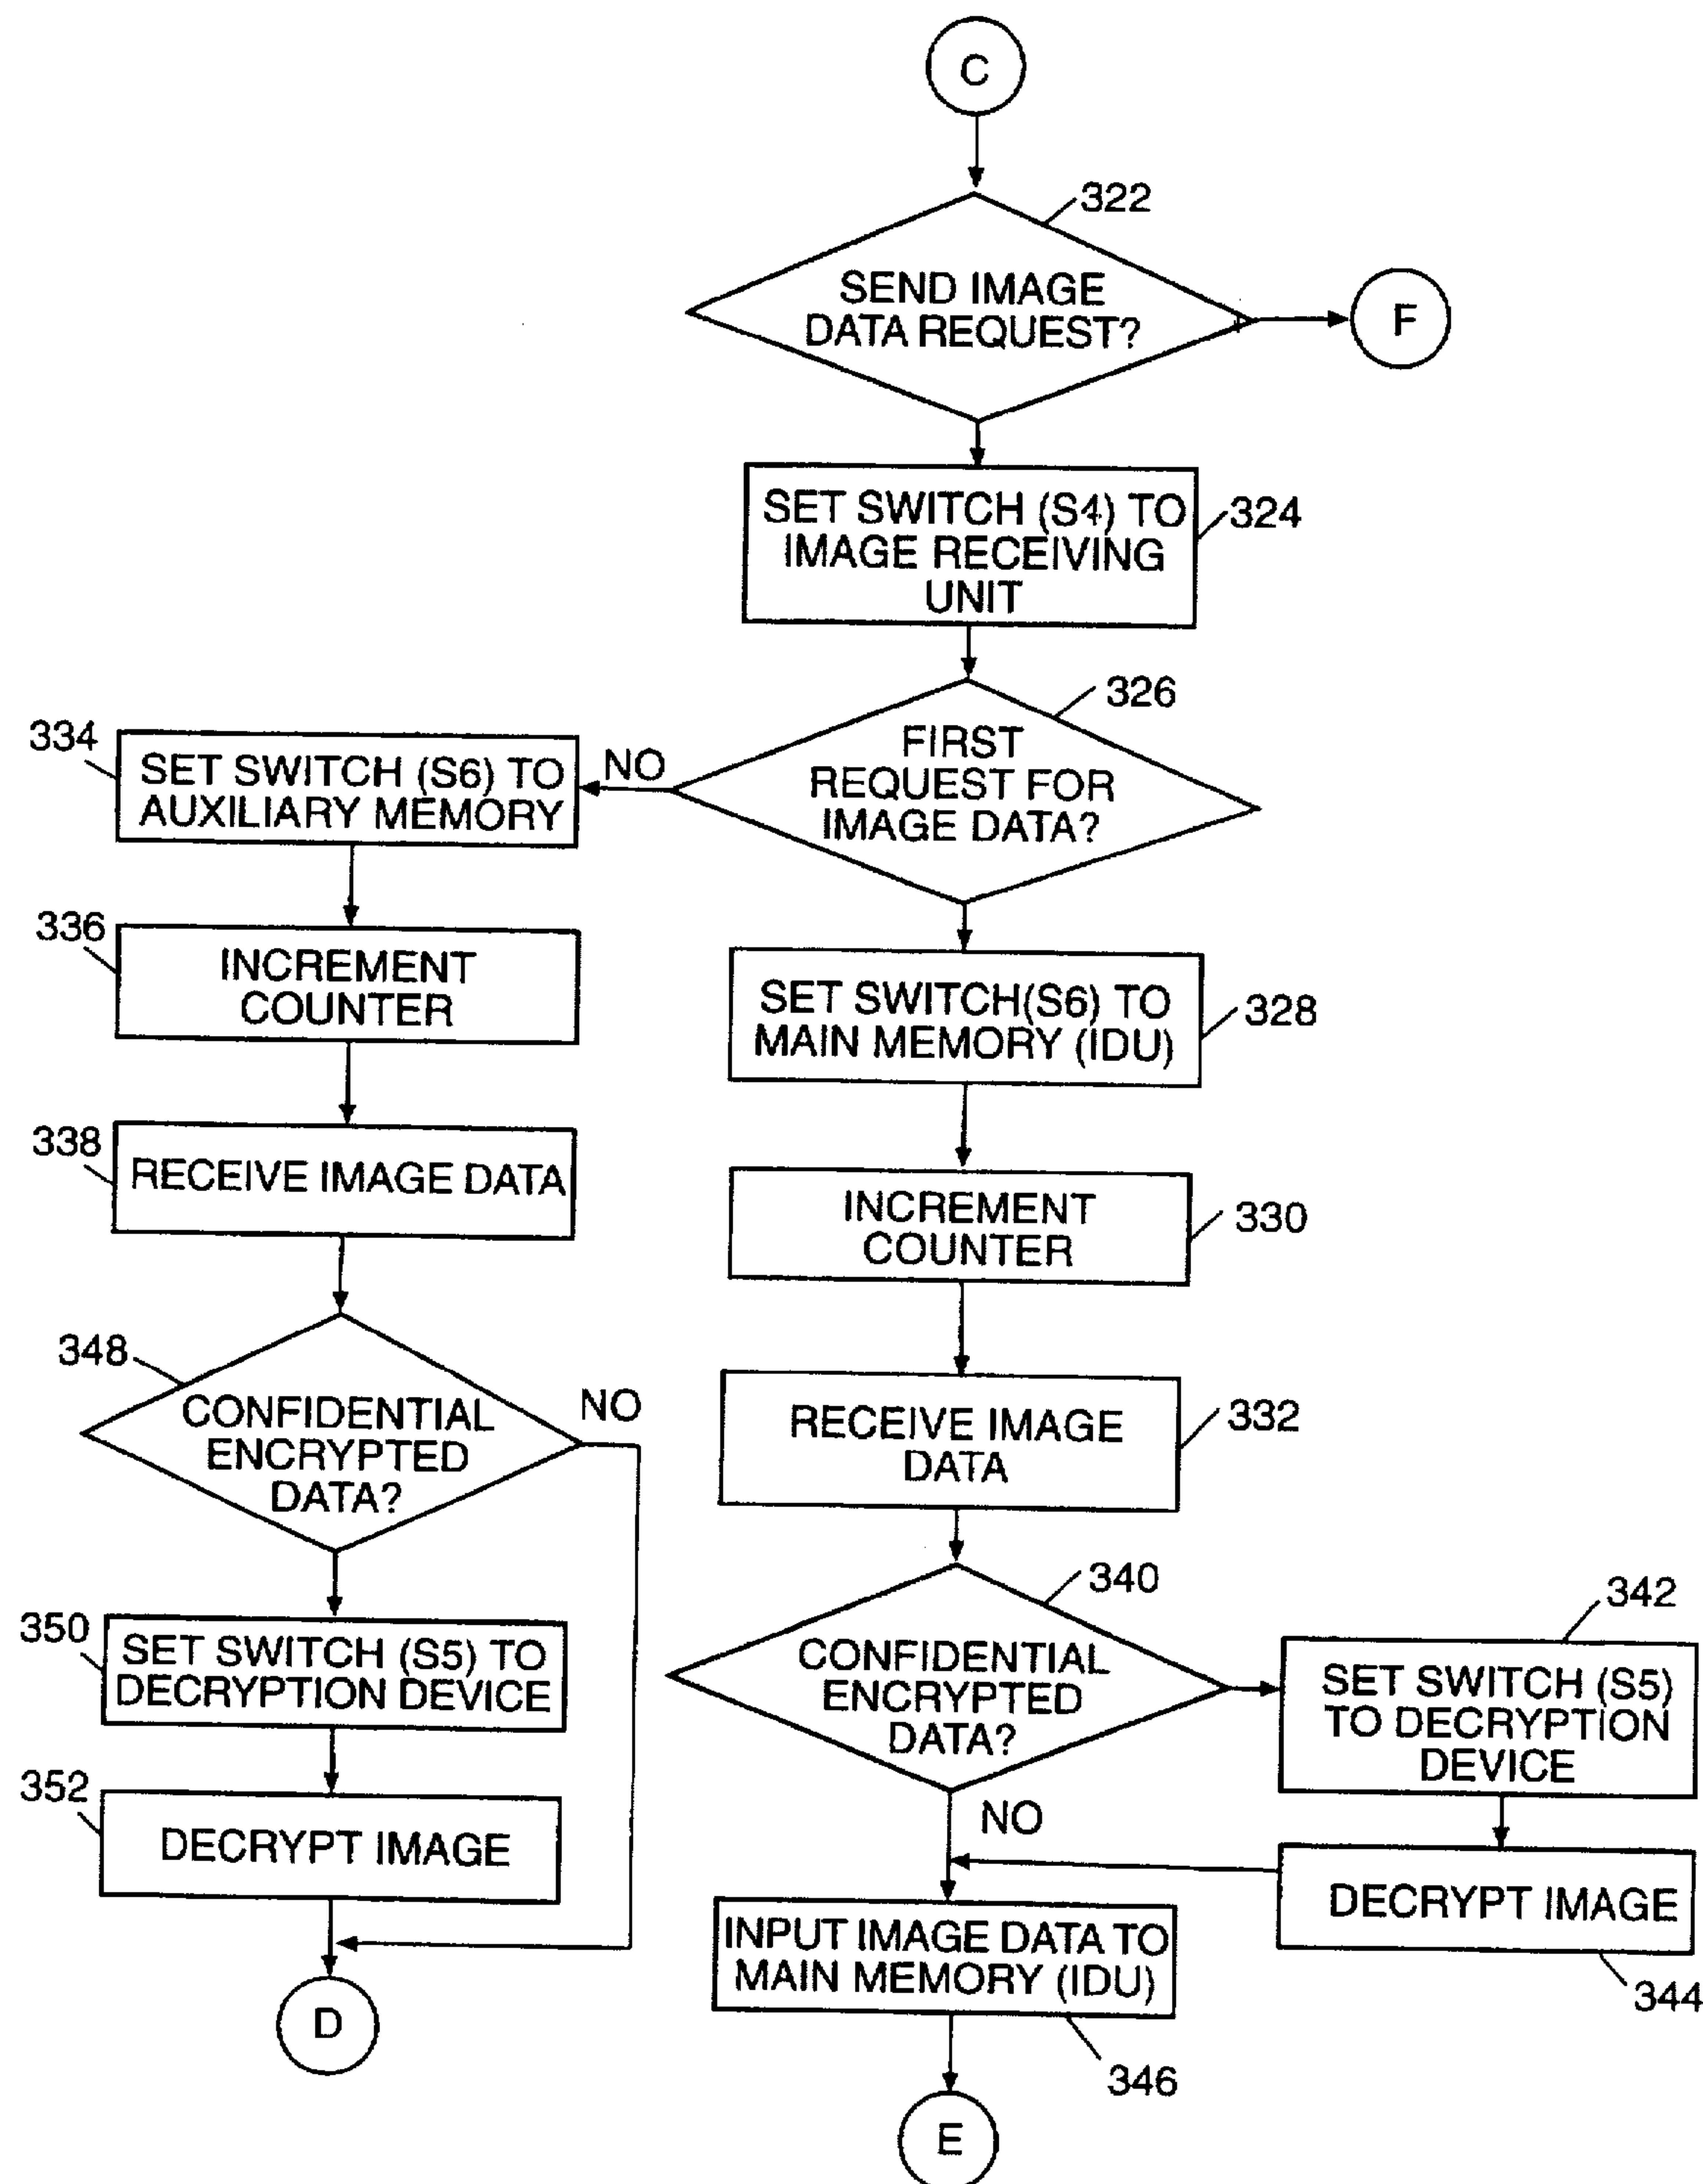 C
322
SEND IMAGE
DATA REQUEST?
F
SET SWITCH (S4) TO
IMAGE RECEIVING
UNIT
324
326
FIRST
REQUEST FOR
IMAGE DATA?
NO
334
SET SWITCH (S6) TO
AUXILIARY MEMORY
336
INCREMENT
COUNTER
338
RECEIVE IMAGE DATA
348
CONFIDENTIAL
ENCRYPTED
DATA?
NO
350
SET SWITCH (S5) TO
DECRYPTION DEVICE
352
DECRYPT IMAGE
D
SET SWITCH(S6) TO
MAIN MEMORY (IDU)
328
INCREMENT
COUNTER
330
RECEIVE IMAGE
DATA
332
340
CONFIDENTIAL
ENCRYPTED
DATA?
NO
342
SET SWITCH (S5)
TO DECRYPTION
DEVICE
DECRYPT IMAGE
344
INPUT IMAGE DATA TO
MAIN MEMORY (IDU)
346
E